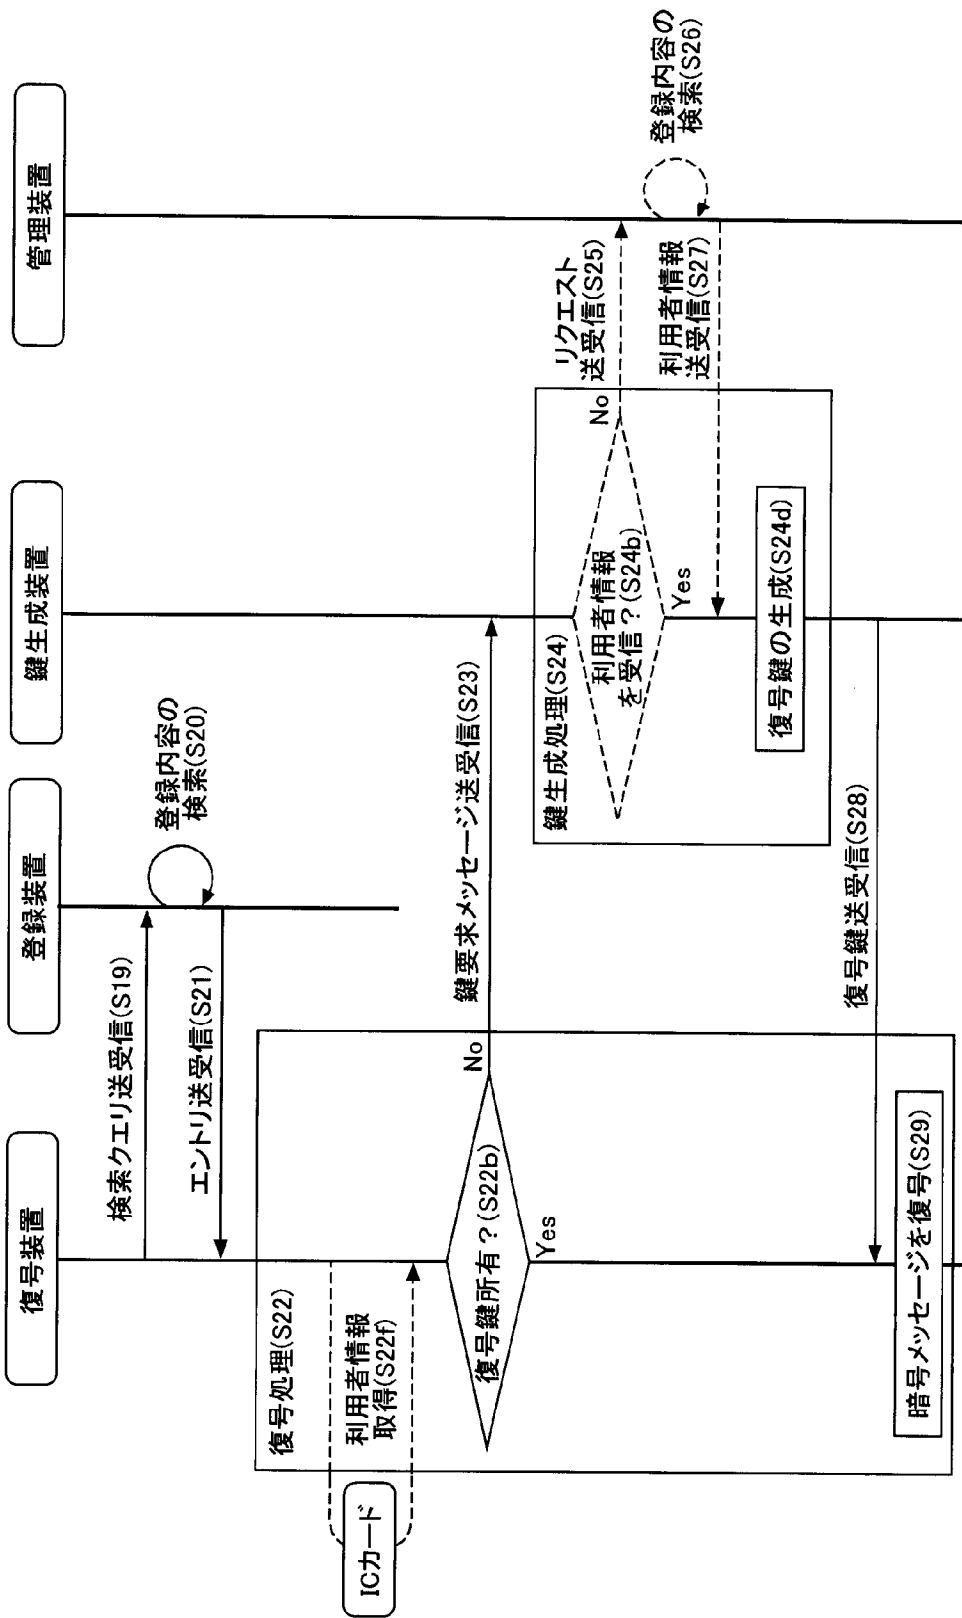 復号装置
登録装置
鍵生成装置
管理装置
検索クエリ送受信(S19)
登録内容の
検索(S20)
エントリ送受信(S21)
復号処理(S22)
ICカード
利用者情報
取得(S22f)
復号鍵所有？(S22b)
No
Yes
鍵要求メッセージ送受信(S23)
鍵生成処理(S24)
利用者情報
を受信？(S24b)
No
Yes
リクエスト
送受信(S25)
登録内容の
検索(S26)
利用者情報
送受信(S27)
復号鍵の生成(S24d)
復号鍵送受信(S28)
暗号メッセージを復号(S29)